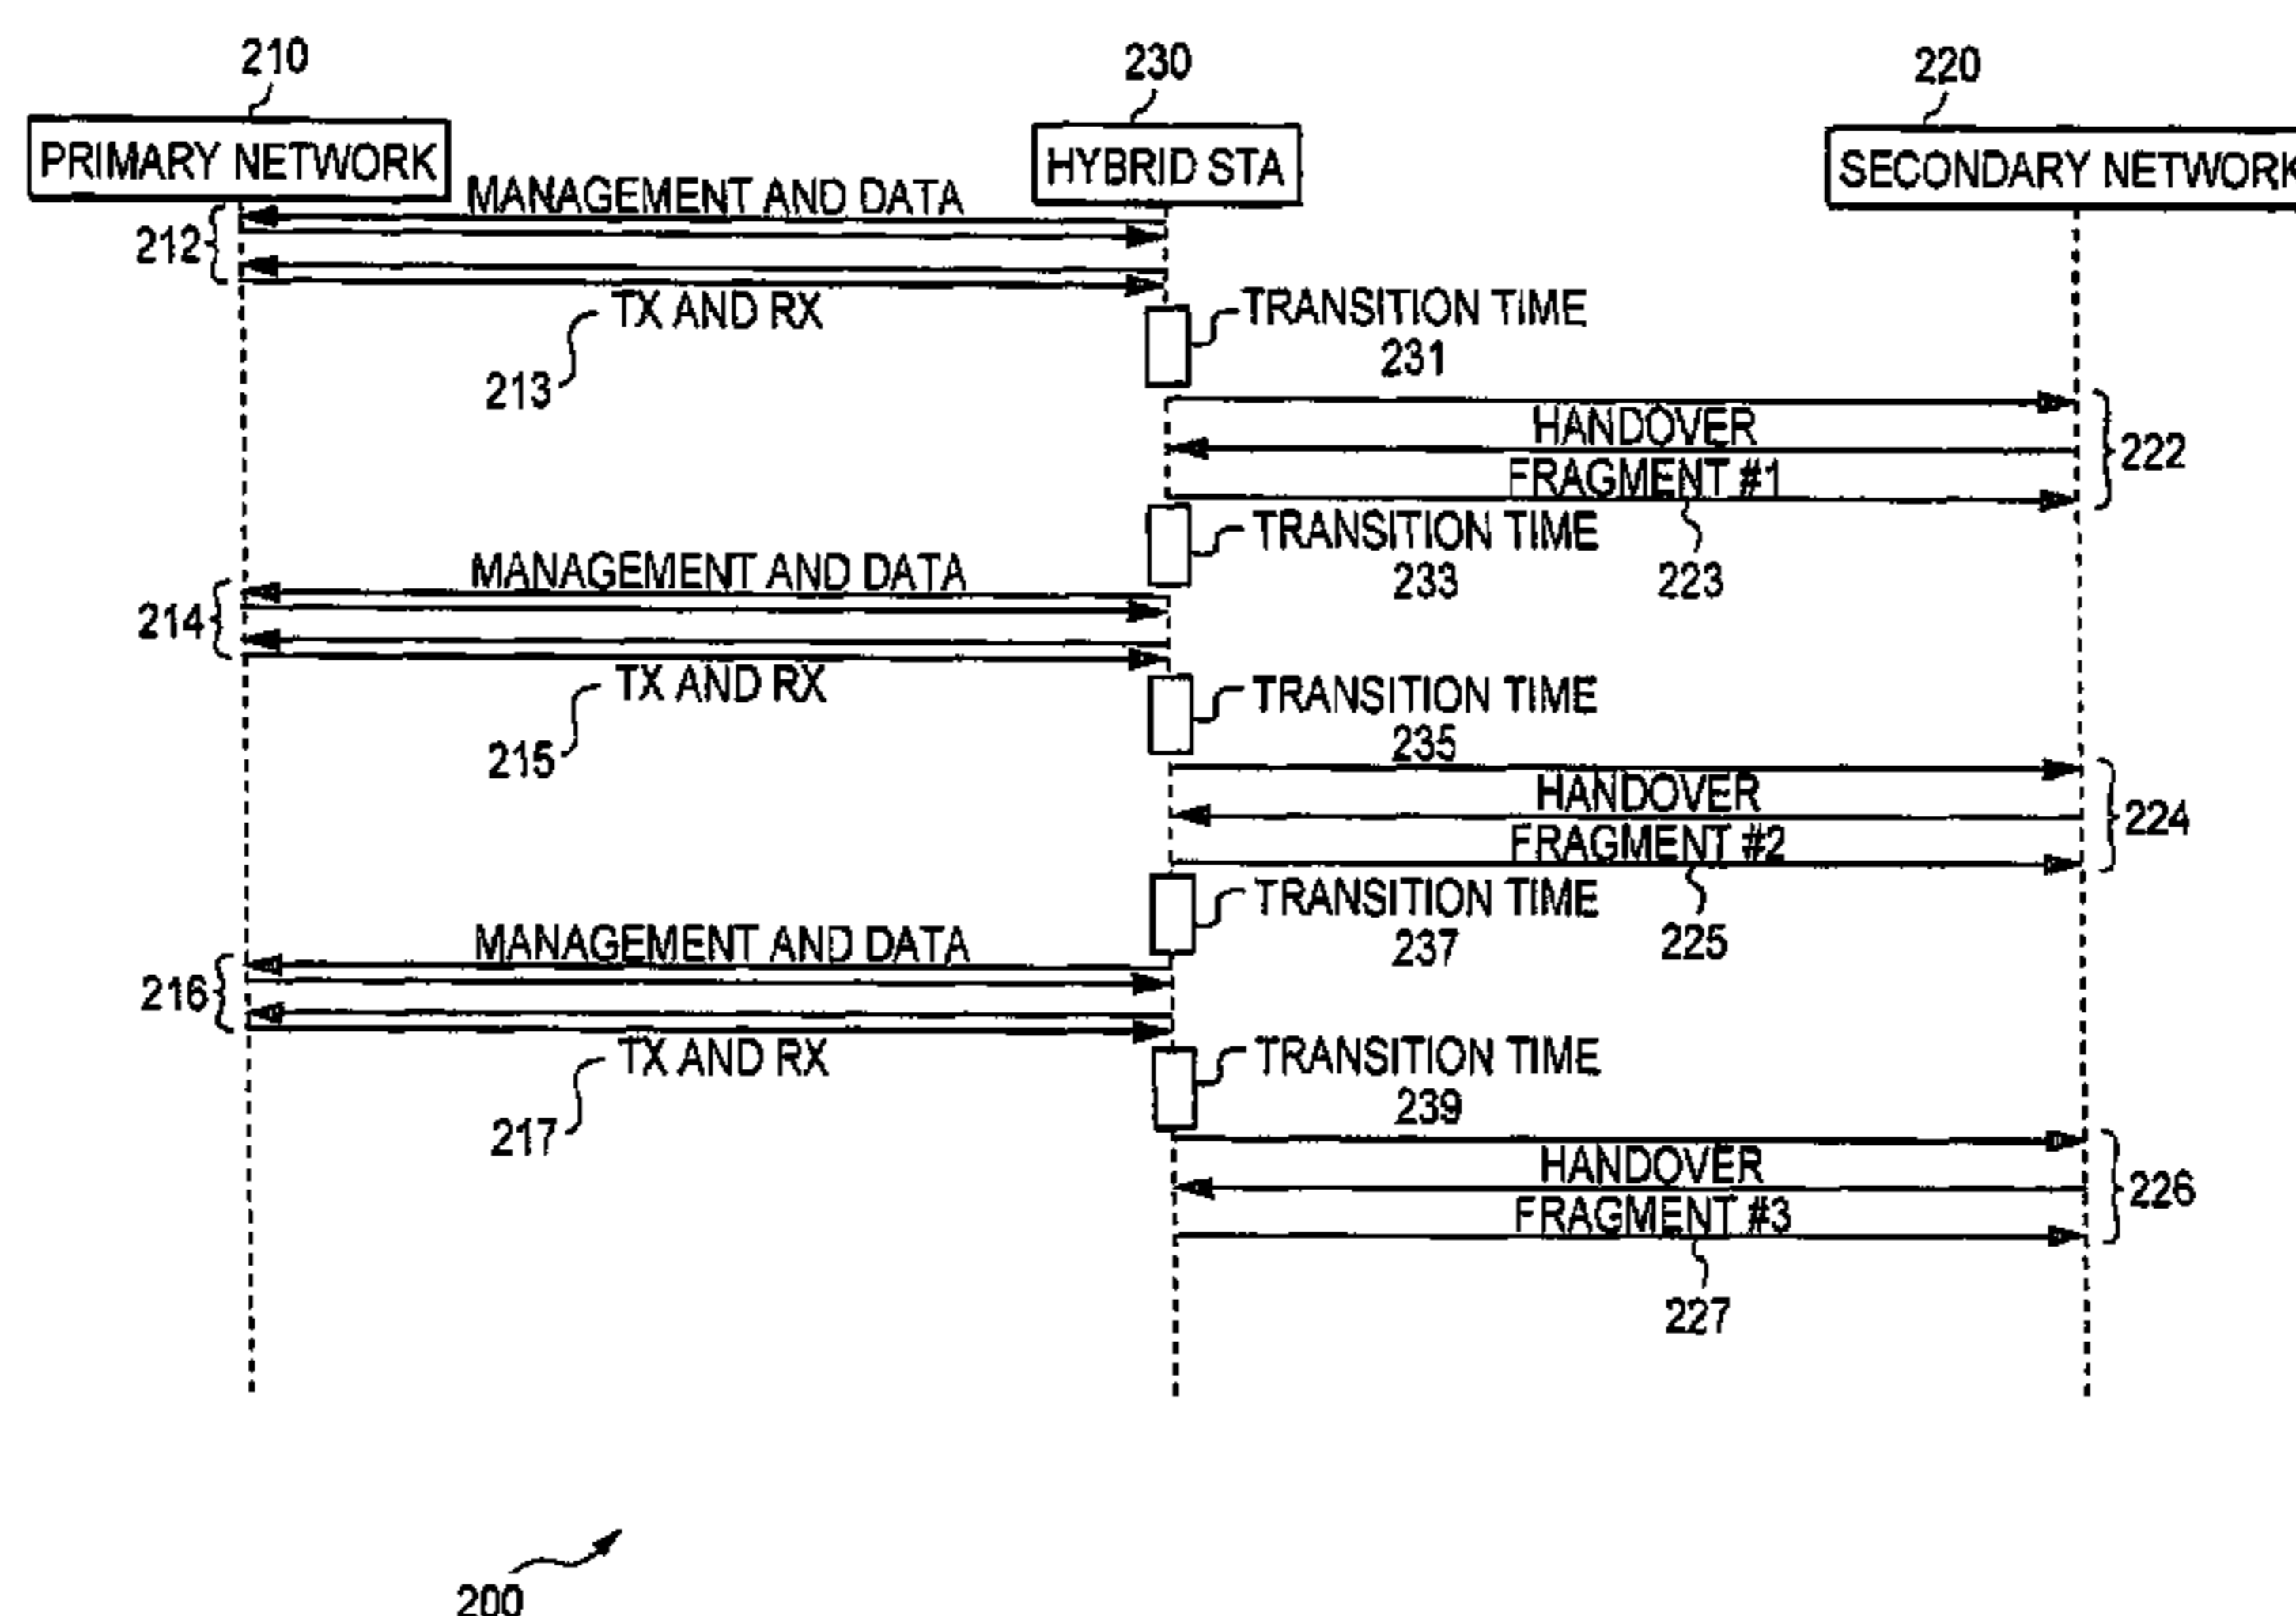 210
230
220
PRIMARY NETWORK
HYBRID STA
SECONDARY NETWORK
MANAGEMENT AND DATA
212
TX AND RX
213
TRANSITION TIME
231
HANDOVER
222
FRAGMENT #1
223
TRANSITION TIME
233
MANAGEMENT AND DATA
214
TX AND RX
215
TRANSITION TIME
235
HANDOVER
224
FRAGMENT #2
225
TRANSITION TIME
237
MANAGEMENT AND DATA
216
TX AND RX
217
TRANSITION TIME
239
HANDOVER
226
FRAGMENT #3
227
200